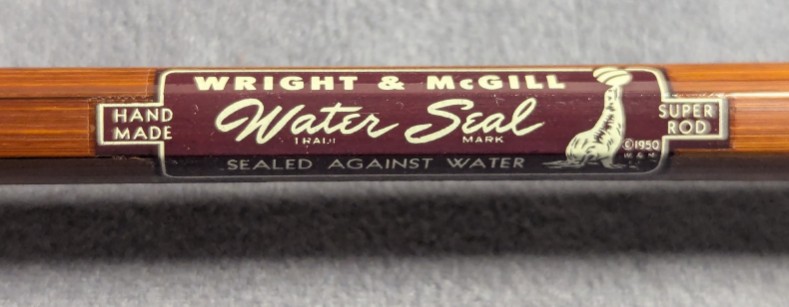 WRIGHT & McGILL
HAND MADE
Water Seal
TRADE MARK
SUPER ROD
©1950
W. & M.
SEALED AGAINST WATER